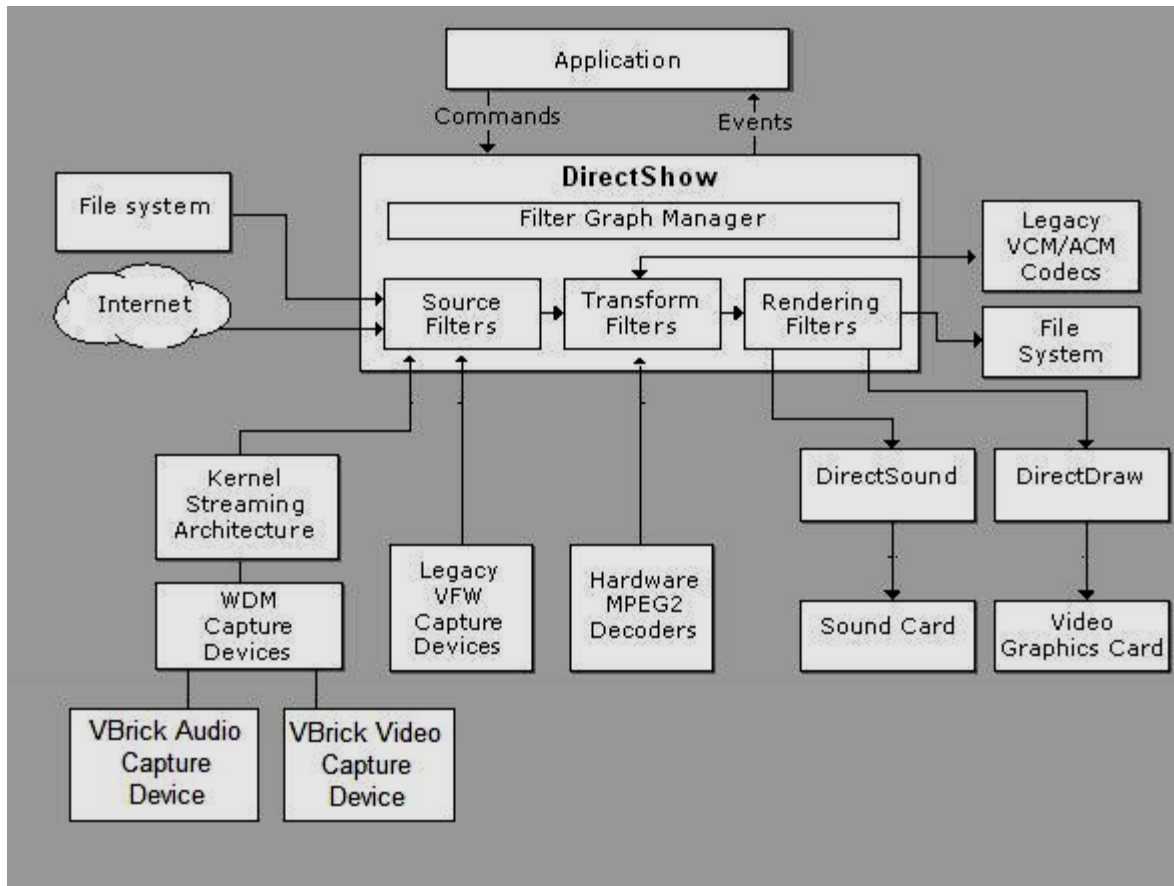 Application
Commands
Events
DirectShow
File system
Filter Graph Manager
Legacy
VCM/ACM
Codecs
Internet
Source
Filters
Transform
Filters
Rendering
Filters
File
System
Kernel
Streaming
Architecture
DirectSound
DirectDraw
Legacy
VFW
Capture
Devices
Hardware
MPEG2
Decoders
WDM
Capture
Devices
Sound Card
Video
Graphics Card
VBrick Audio
Capture
Device
VBrick Video
Capture
Device